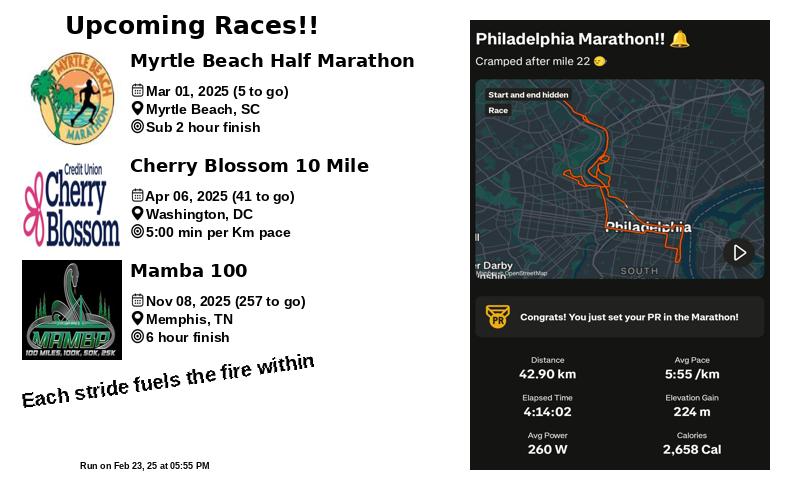 Upcoming Races!!
MYRTLE BEACH
MARATHON
Myrtle Beach Half Marathon
Mar 01, 2025 (5 to go)
Myrtle Beach, SC
Sub 2 hour finish
Credit Union
Cherry
Blossom
Cherry Blossom 10 Mile
Apr 06, 2025 (41 to go)
Washington, DC
5:00 min per Km pace
MAMBA
100 MILES, 100K, 50K, 25K
Mamba 100
Nov 08, 2025 (257 to go)
Memphis, TN
6 hour finish
Each stride fuels the fire within
Run on Feb 23, 25 at 05:55 PM
Philadelphia Marathon!! 🔔
Cramped after mile 22
Start and end hidden
Race
Philadelphia
ll
r Darby
SOUTH
OpenStreetMap
PR
Congrats! You just set your PR in the Marathon!
Distance
42.90 km
Avg Pace
5:55 /km
Elapsed Time
4:14:02
Elevation Gain
224 m
Avg Power
260 W
Calories
2,658 Cal